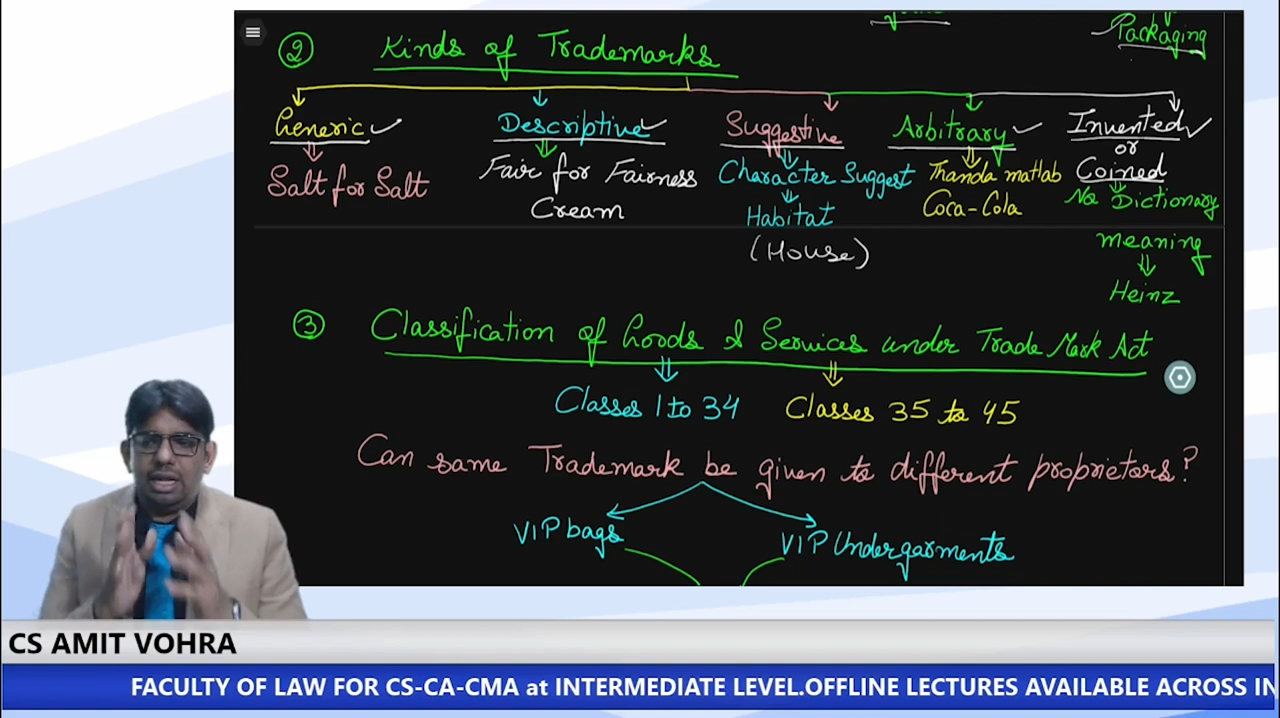 Packaging
② Kinds of Trademarks
Generic Descriptive Suggestive Arbitrary Invented or Coined
Salt for Salt
Fair for Fairness
Cream
Character Suggest
Habitat
(House)
Thanda matlab
Coca-Cola
No Dictionary
meaning
Heinz
③ Classification of Goods & Services under Trade Mark Act
Classes 1 to 34 Classes 35 to 45
Can same Trademark be given to different proprietors?
VIP bags VIP Undergarments
CS AMIT VOHRA
FACULTY OF LAW FOR CS-CA-CMA at INTERMEDIATE LEVEL.OFFLINE LECTURES AVAILABLE ACROSS IN